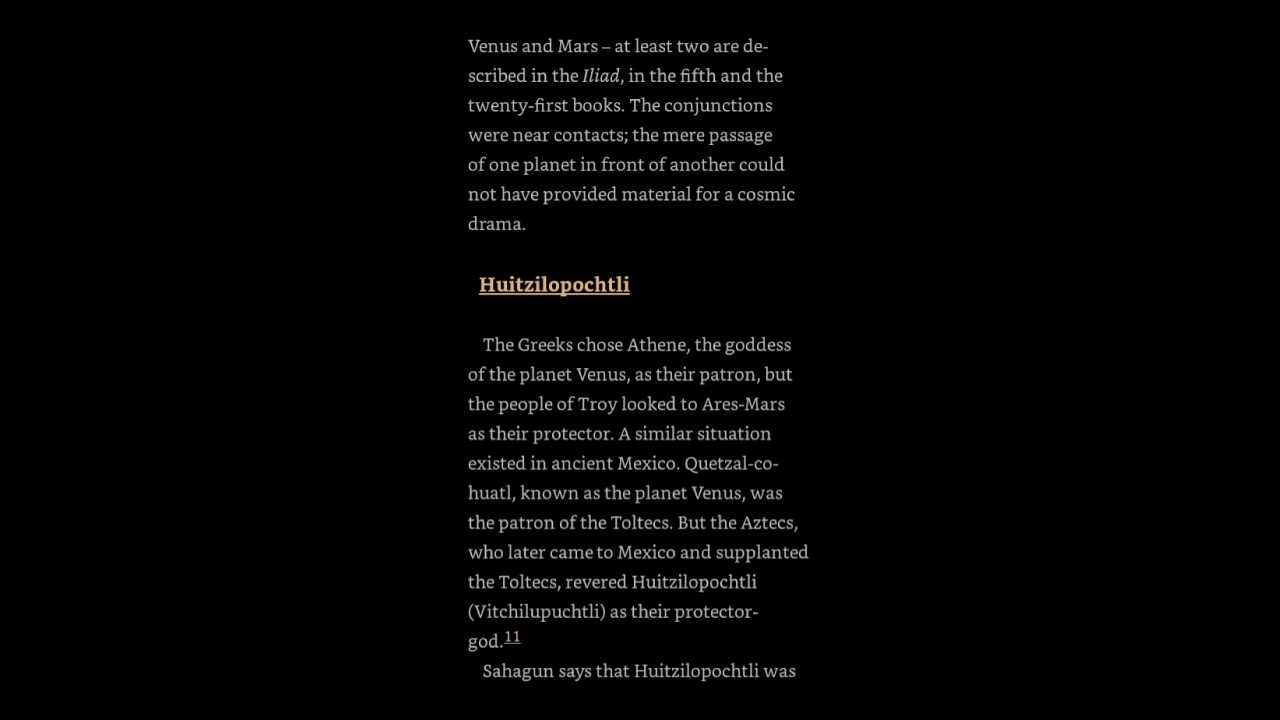 Venus and Mars – at least two are de-
scribed in the Iliad, in the fifth and the
twenty-first books. The conjunctions
were near contacts; the mere passage
of one planet in front of another could
not have provided material for a cosmic
drama.
Huitzilopochtli
The Greeks chose Athene, the goddess
of the planet Venus, as their patron, but
the people of Troy looked to Ares-Mars
as their protector. A similar situation
existed in ancient Mexico. Quetzal-co-
huatl, known as the planet Venus, was
the patron of the Toltecs. But the Aztecs,
who later came to Mexico and supplanted
the Toltecs, revered Huitzilopochtli
(Vitchilupuchtli) as their protector-
god.11
Sahagun says that Huitzilopochtli was